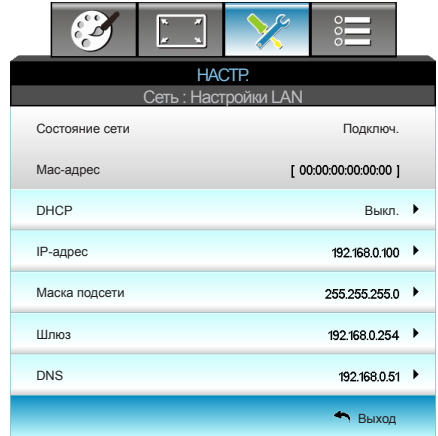 НАСТР.
Сеть : Настройки LAN
Состояние сети Подключ.
Мас-адрес [ 00:00:00:00:00:00 ]
DHCP Выкл.
IP-адрес 192.168.0.100
Маска подсети 255.255.255.0
Шлюз 192.168.0.254
DNS 192.168.0.51
Выход